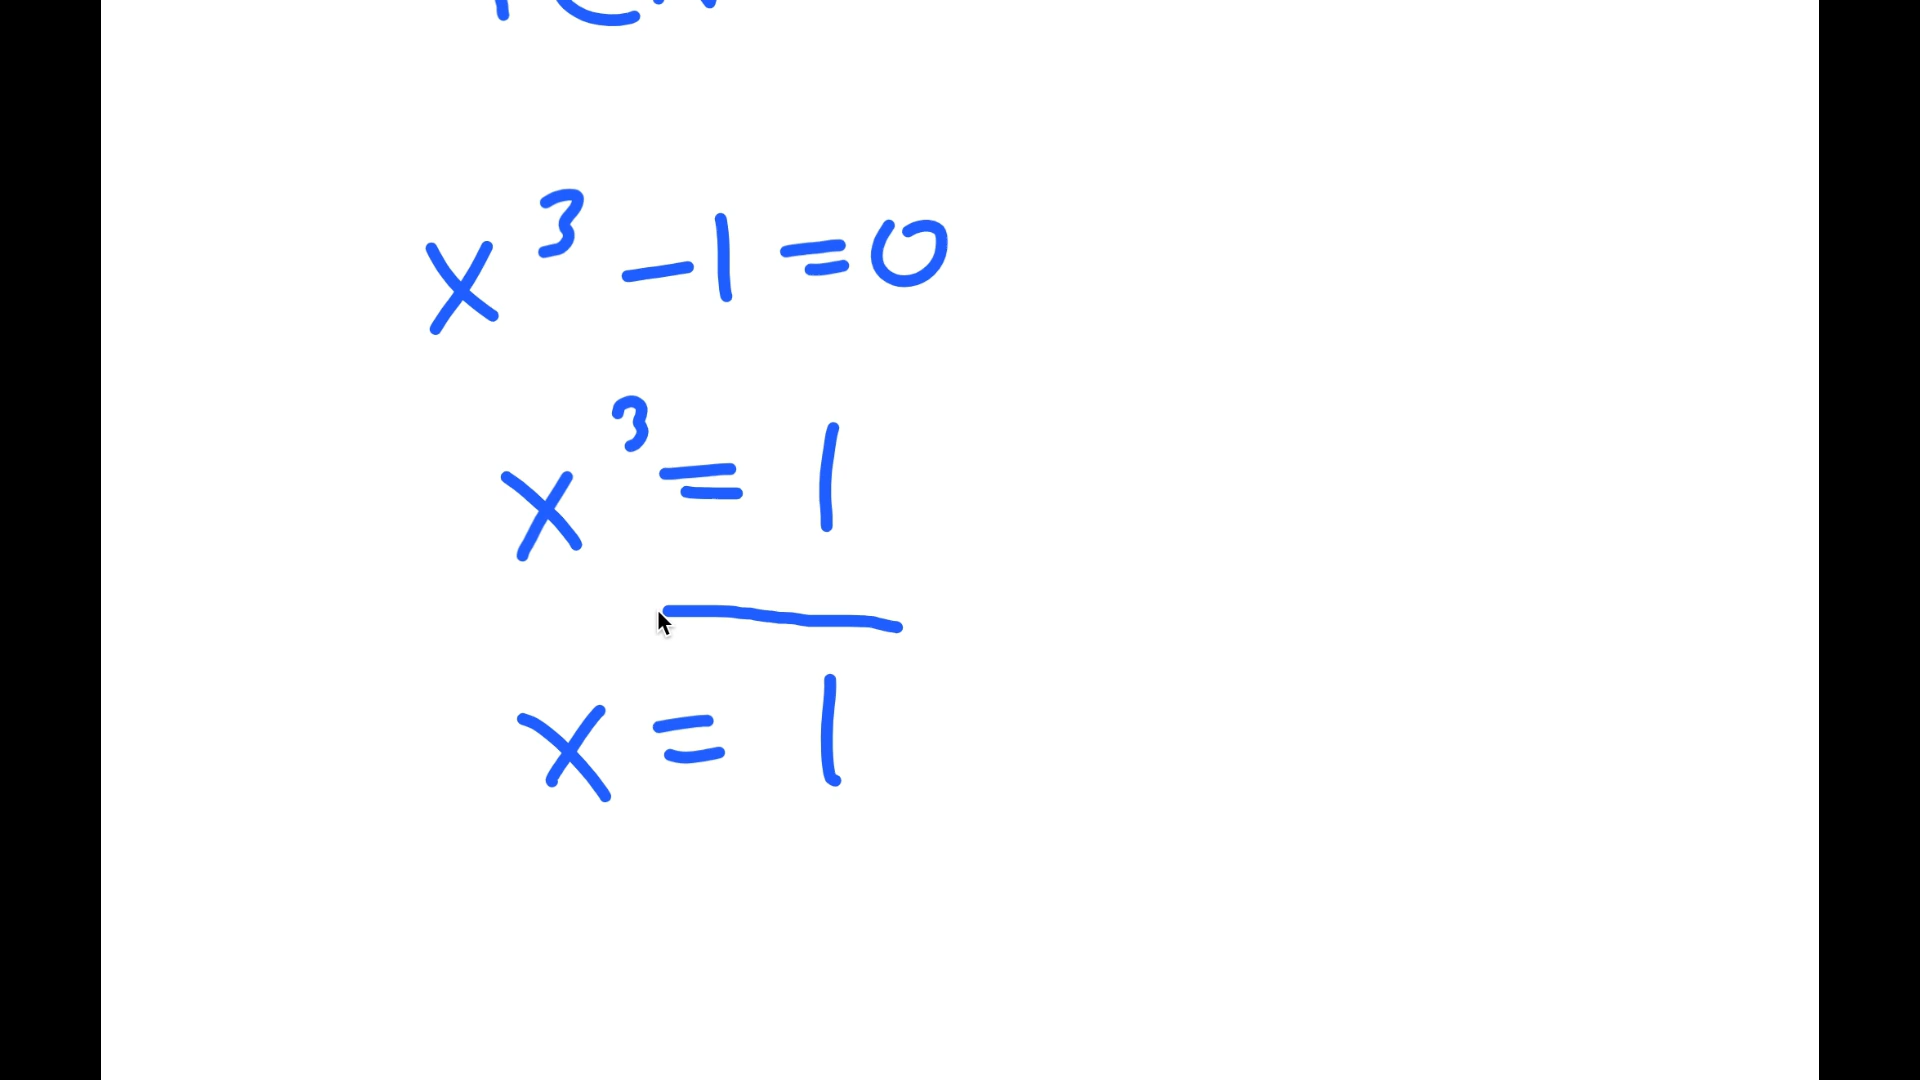 x³ - 1 = 0
x³ = 1
x = 1